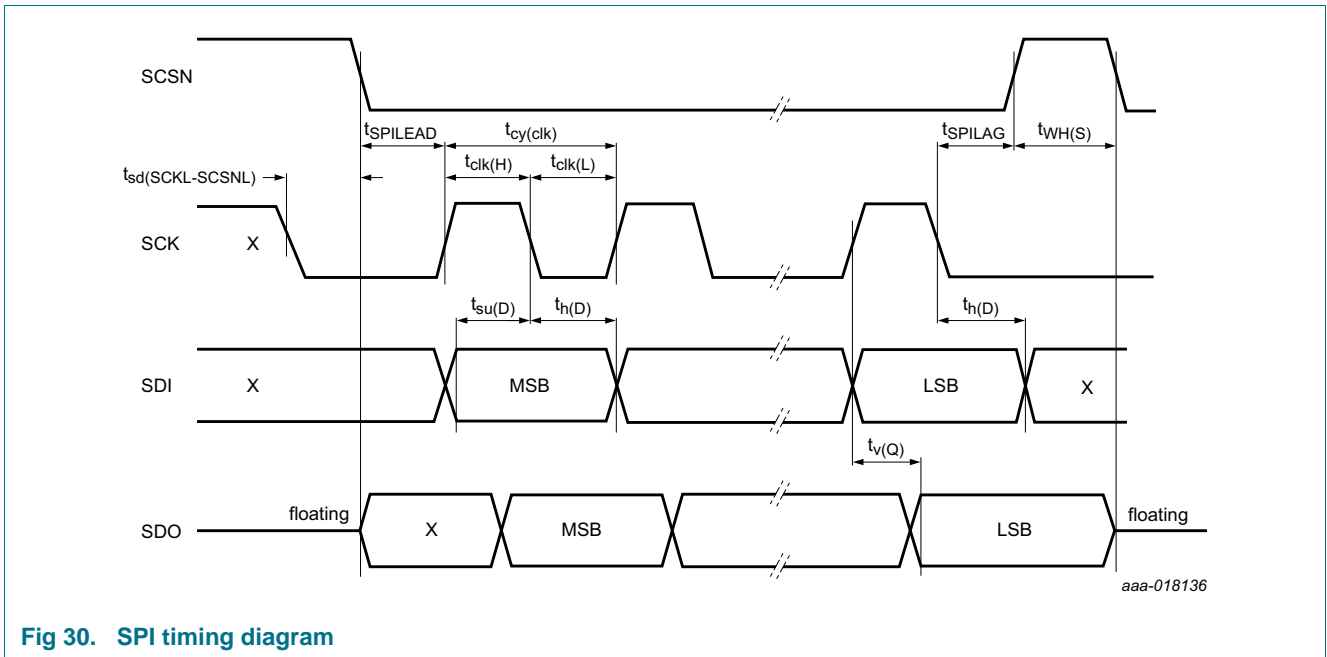 SCSN
tSPILEAD
tcy(clk)
tSPILAG
tWH(S)
tsd(SCKL-SCSNL)
tclk(H)
tclk(L)
SCK
X
tsu(D)
th(D)
th(D)
SDI
X
MSB
LSB
X
tv(Q)
SDO
floating
X
MSB
LSB
floating
aaa-018136
Fig 30. SPI timing diagram